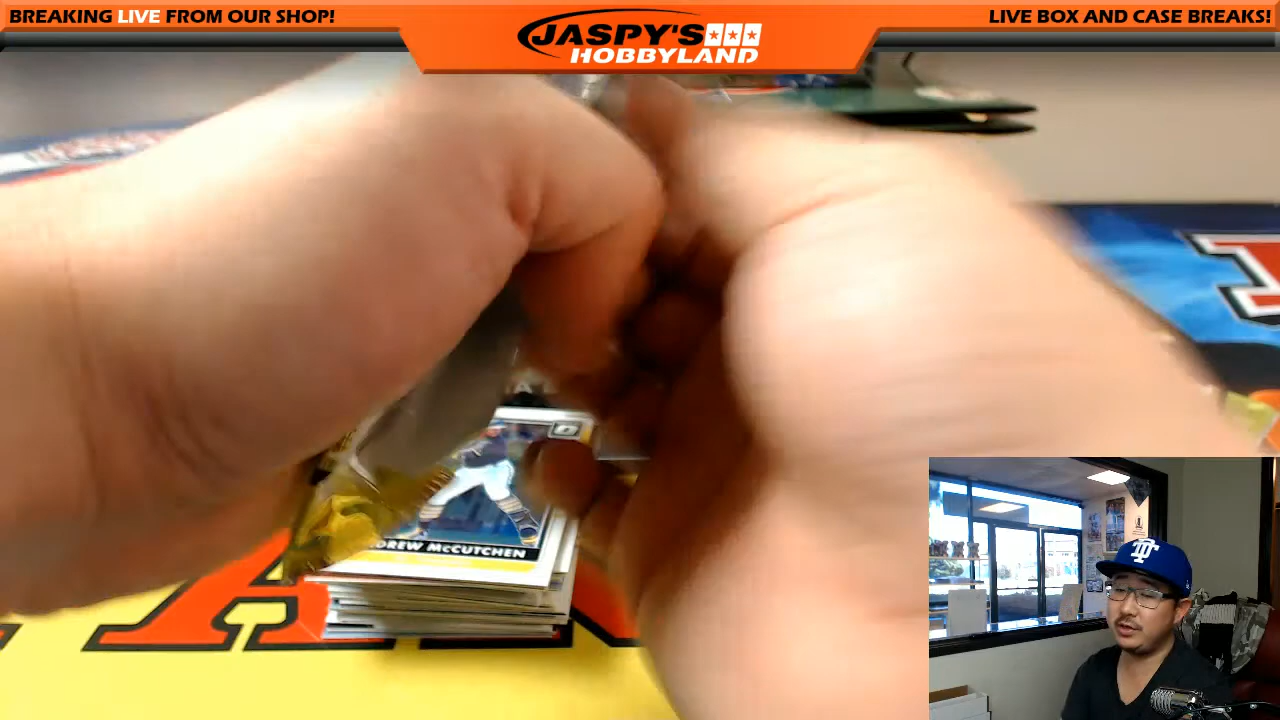 BREAKING LIVE FROM OUR SHOP!
JASPY'S
HOBBYLAND
LIVE BOX AND CASE BREAKS!
DREW MCCUTCHEN